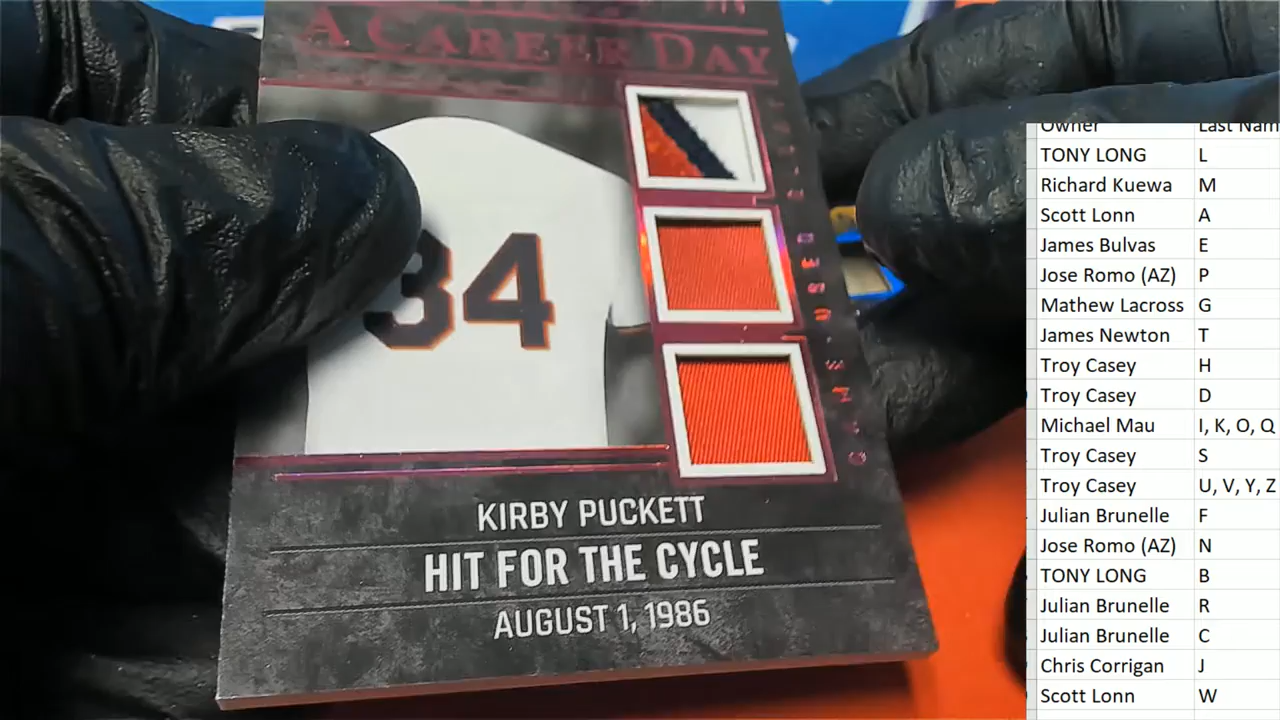 A CAREER DAY
34
KIRBY PUCKETT
HIT FOR THE CYCLE
AUGUST 1, 1986
Owner Last Nam
TONY LONG L
Richard Kuewa M
Scott Lonn A
James Bulvas E
Jose Romo (AZ) P
Mathew Lacross G
James Newton T
Troy Casey H
Troy Casey D
Michael Mau I, K, O, Q
Troy Casey S
Troy Casey U, V, Y, Z
Julian Brunelle F
Jose Romo (AZ) N
TONY LONG B
Julian Brunelle R
Julian Brunelle C
Chris Corrigan J
Scott Lonn W